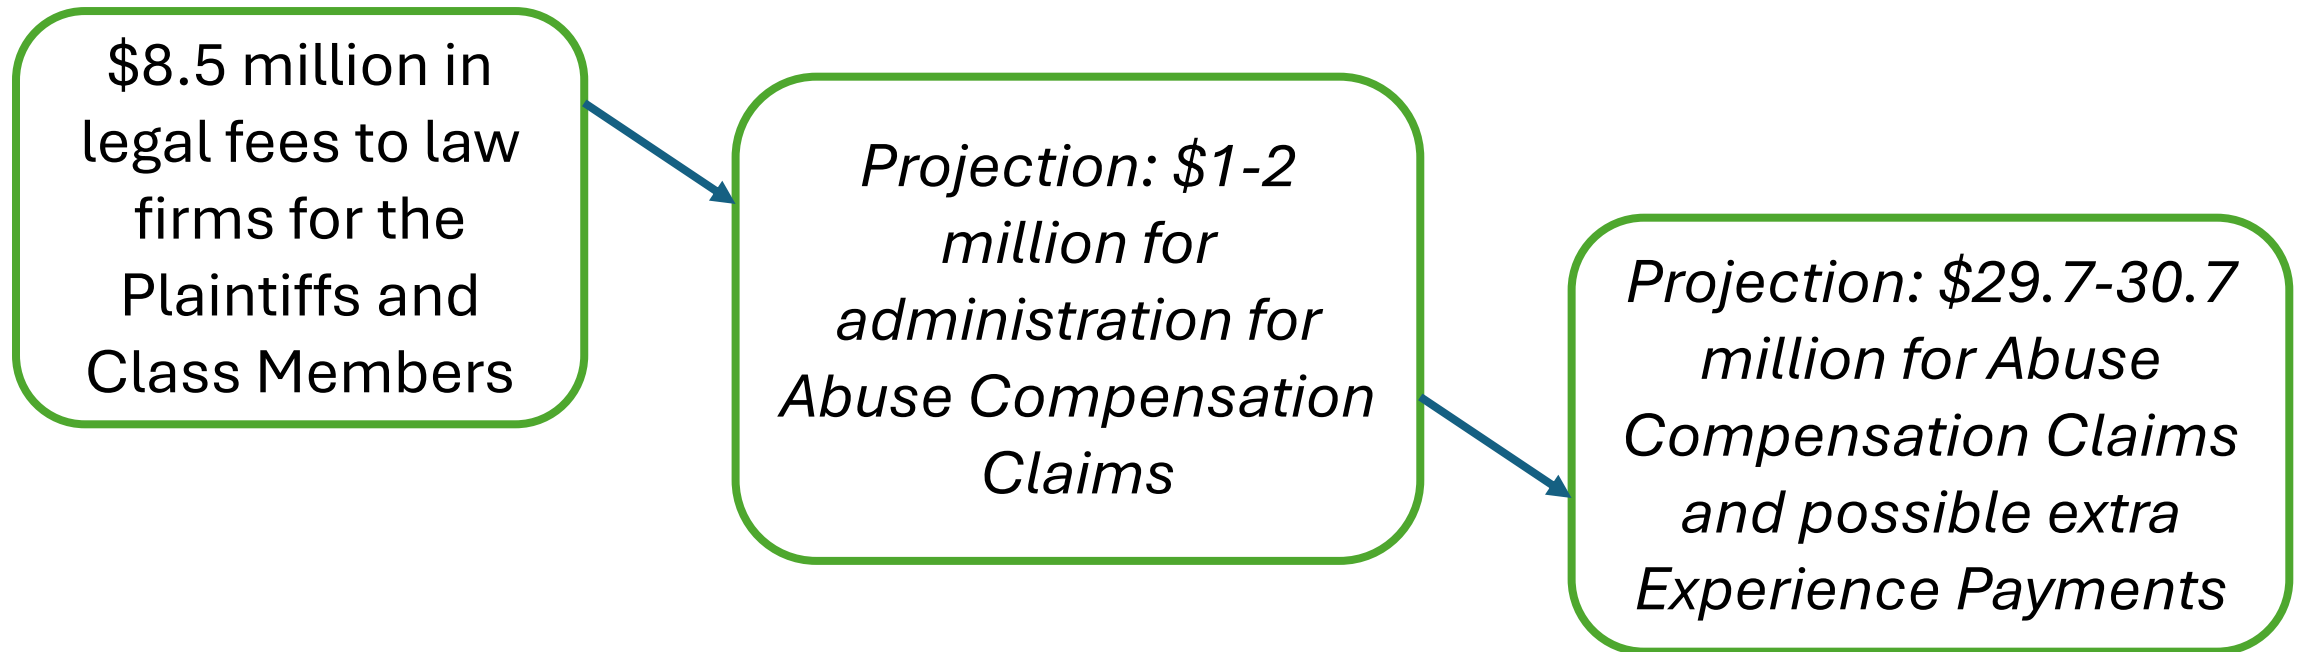 $8.5 million in
legal fees to law
firms for the
Plaintiffs and
Class Members
Projection: $1-2
million for
administration for
Abuse Compensation
Claims
Projection: $29.7-30.7
million for Abuse
Compensation Claims
and possible extra
Experience Payments